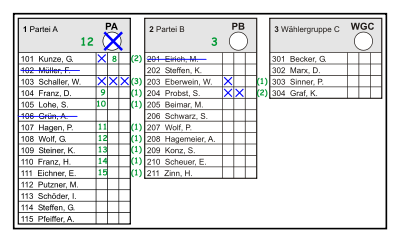 1 Partei A PA
12
101 Kunze, G. 8 (2)
102 Müller, F.
103 Schaller, W. (3)
104 Franz, D. 9 (1)
105 Lohe, S. 10 (1)
106 Grün, A.
107 Hagen, P. 11 (1)
108 Wolf, G. 12 (1)
109 Steiner, K. 13 (1)
110 Franz, H. 14 (1)
111 Eichner, E. 15 (1)
112 Putzner, M.
113 Schöder, I.
114 Steffen, G.
115 Pfeiffer, A.
2 Partei B PB
3
201 Eirich, M.
202 Steffen, K.
203 Eberwein, W. (1)
204 Probst, S. (2)
205 Beimar, M.
206 Schwarz, S.
207 Wolf, P.
208 Hagemeier, A.
209 Konz, S.
210 Scheuer, E.
211 Zinn, H.
3 Wählergruppe C WGC
301 Becker, G.
302 Marx, D.
303 Sinner, P.
304 Graf, K.